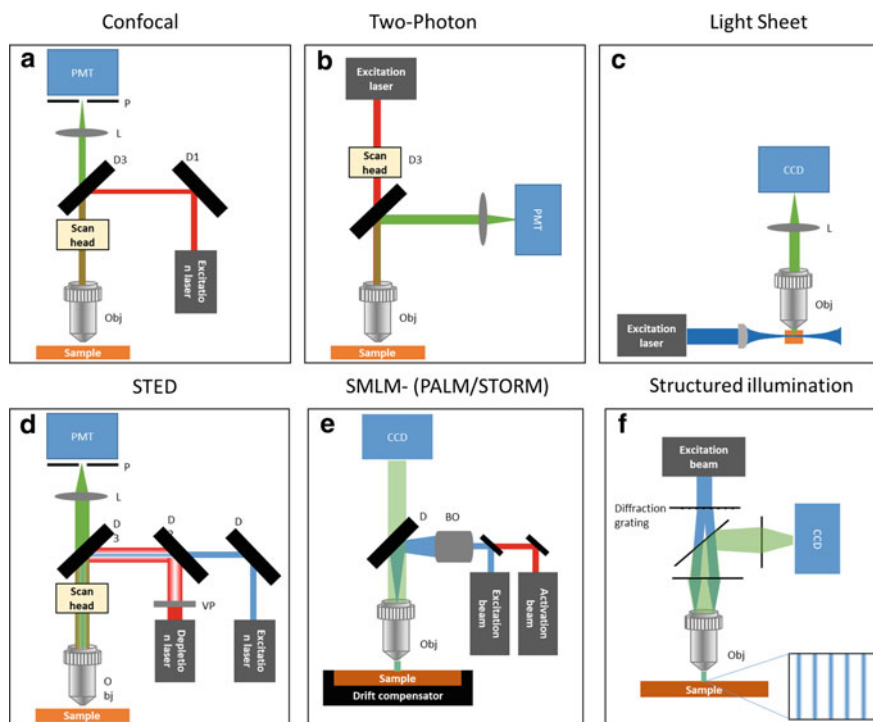 Confocal
Two-Photon
Light Sheet
a
PMT
P
L
D3
D1
Scan
head
Excitatio
n laser
Obj
Sample
b
Excitation
laser
Scan
head
D3
PMT
Obj
Sample
c
CCD
L
Obj
Excitation
laser
STED
SMLM- (PALM/STORM)
Structured illumination
d
PMT
P
L
D
3
D
2
D
Scan
head
VP
Depletio
n laser
Excitatio
n laser
O
bj
Sample
e
CCD
D
BO
Excitation
beam
Activation
beam
Obj
Sample
Drift compensator
f
Excitation
beam
Diffraction
grating
CCD
Obj
Sample